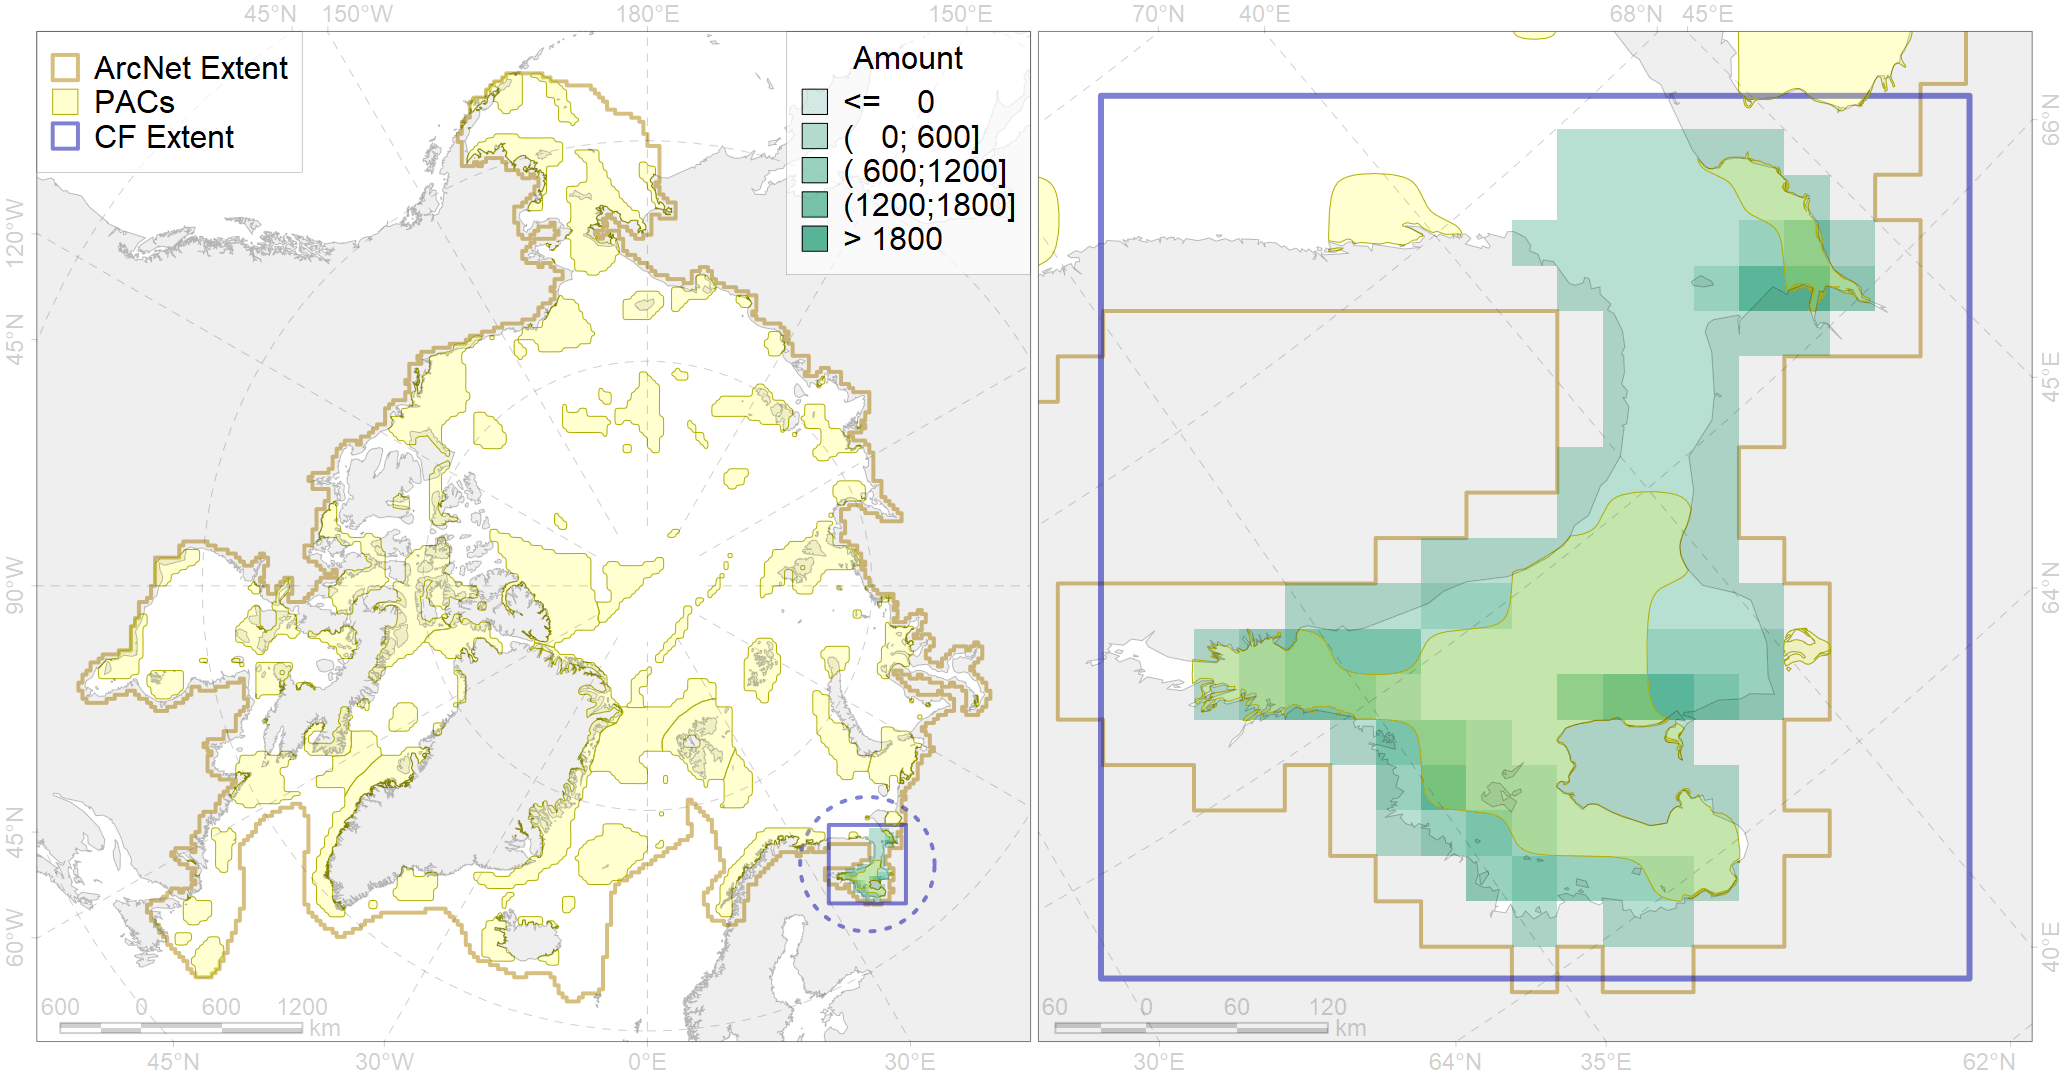 45°N 150°W 180°E 150°E 70°N 40°E 68°N 45°E
ArcNet Extent
PACs
CF Extent
Amount
<= 0
( 0; 600]
( 600;1200]
(1200;1800]
> 1800
120°W
45°N
90°W
45°N
60°W
66°N
45°E
64°N
40°E
600 0 600 1200
km
60 0 60 120
km
45°N 30°W 0°E 30°E 30°E 64°N 35°E 62°N